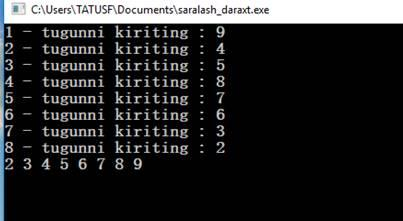 C:\Users\TATUSF\Documents\saralash_daraxt.exe
1 - tugunni kiriting : 9
2 - tugunni kiriting : 4
3 - tugunni kiriting : 5
4 - tugunni kiriting : 8
5 - tugunni kiriting : 7
6 - tugunni kiriting : 6
7 - tugunni kiriting : 3
8 - tugunni kiriting : 2
2 3 4 5 6 7 8 9